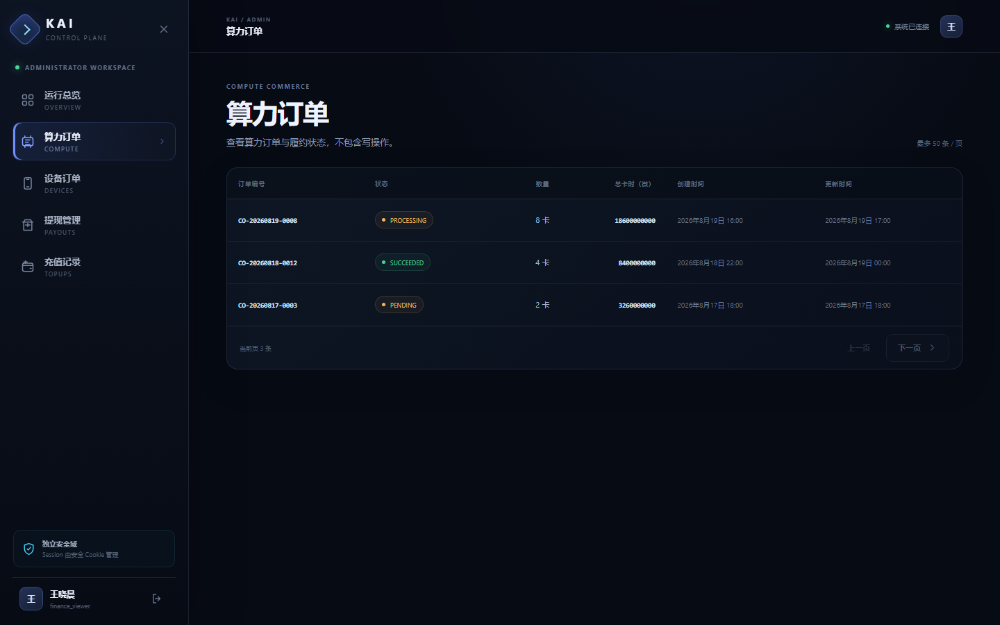 KAI
CONTROL PLANE
ADMINISTRATOR WORKSPACE
运行总览
OVERVIEW
算力订单
COMPUTE
设备订单
DEVICES
提现管理
PAYOUTS
充值记录
TOPUPS
独立安全域
Session 由安全 Cookie 管理
王
王晓晨
finance_viewer
KAI / ADMIN
算力订单
系统已连接
王
COMPUTE COMMERCE
算力订单
查看算力订单与履约状态，不包含写操作。
最多 50 条 / 页
订单编号 状态 数量 总卡时（微） 创建时间 更新时间
CO-20260819-0008 PROCESSING 8 卡 18600000000 2026年8月19日 16:00 2026年8月19日 17:00
CO-20260818-0012 SUCCEEDED 4 卡 8400000000 2026年8月18日 22:00 2026年8月19日 00:00
CO-20260817-0003 PENDING 2 卡 3260000000 2026年8月17日 18:00 2026年8月17日 18:00
当前页 3 条 上一页 下一页